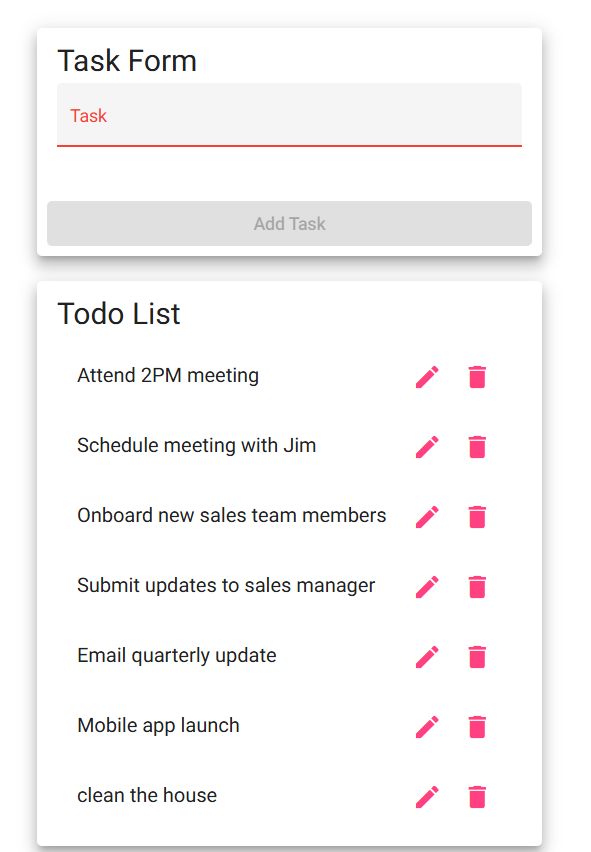 Task Form
Task
Add Task
Todo List
Attend 2PM meeting
Schedule meeting with Jim
Onboard new sales team members
Submit updates to sales manager
Email quarterly update
Mobile app launch
clean the house